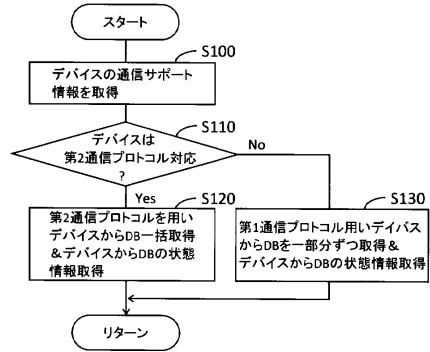 スタート
S100
デバイスの通信サポート
情報を取得
S110
デバイスは
第2通信プロトコル対応
?
No
Yes
S120
第2通信プロトコルを用い
デバイスからDB一括取得
&デバイスからDBの状態
情報取得
S130
第1通信プロトコル用いデイバス
からDBを一部分ずつ取得&
デバイスからDBの状態情報取得
リターン